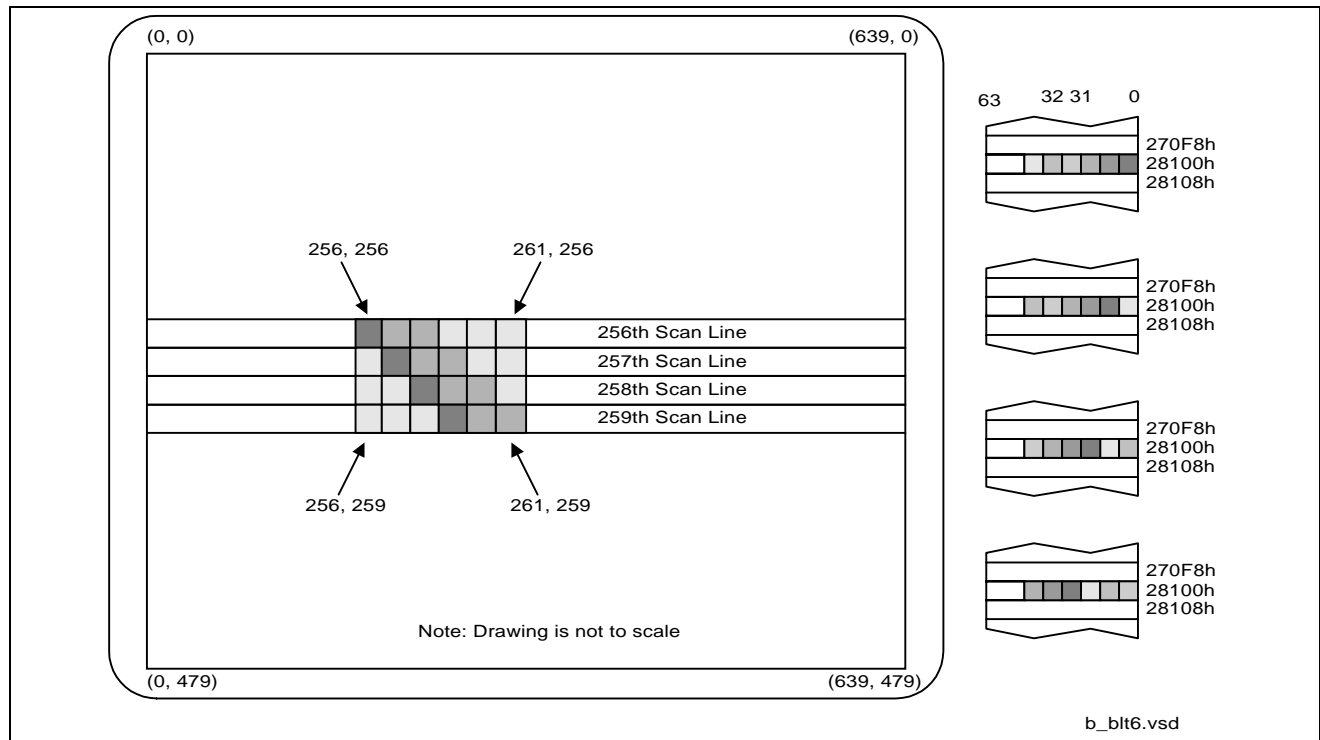 (0, 0) (639, 0)
63 32 31 0
270F8h
28100h
28108h
256, 256 261, 256
270F8h
28100h
28108h
256th Scan Line
257th Scan Line
258th Scan Line
259th Scan Line
270F8h
28100h
28108h
256, 259 261, 259
270F8h
28100h
28108h
Note: Drawing is not to scale
(0, 479) (639, 479)
b_blt6.vsd